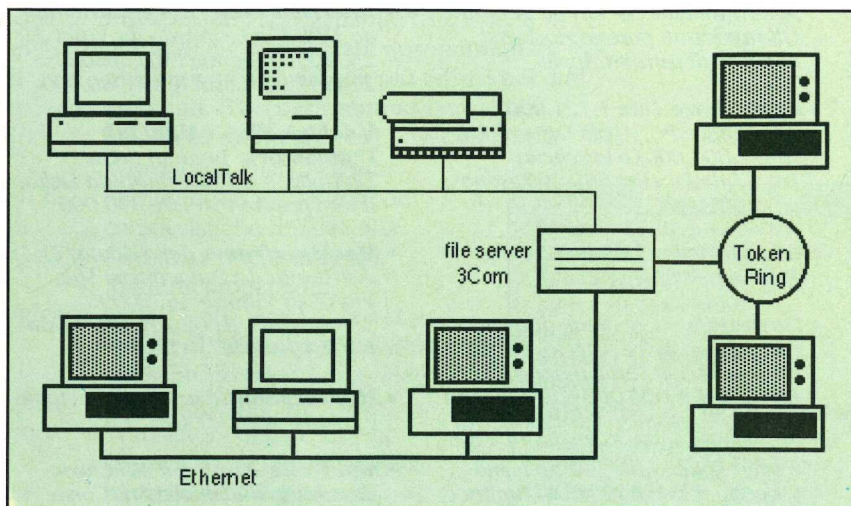 LocalTalk
file server
3Com
Token
Ring
Ethernet